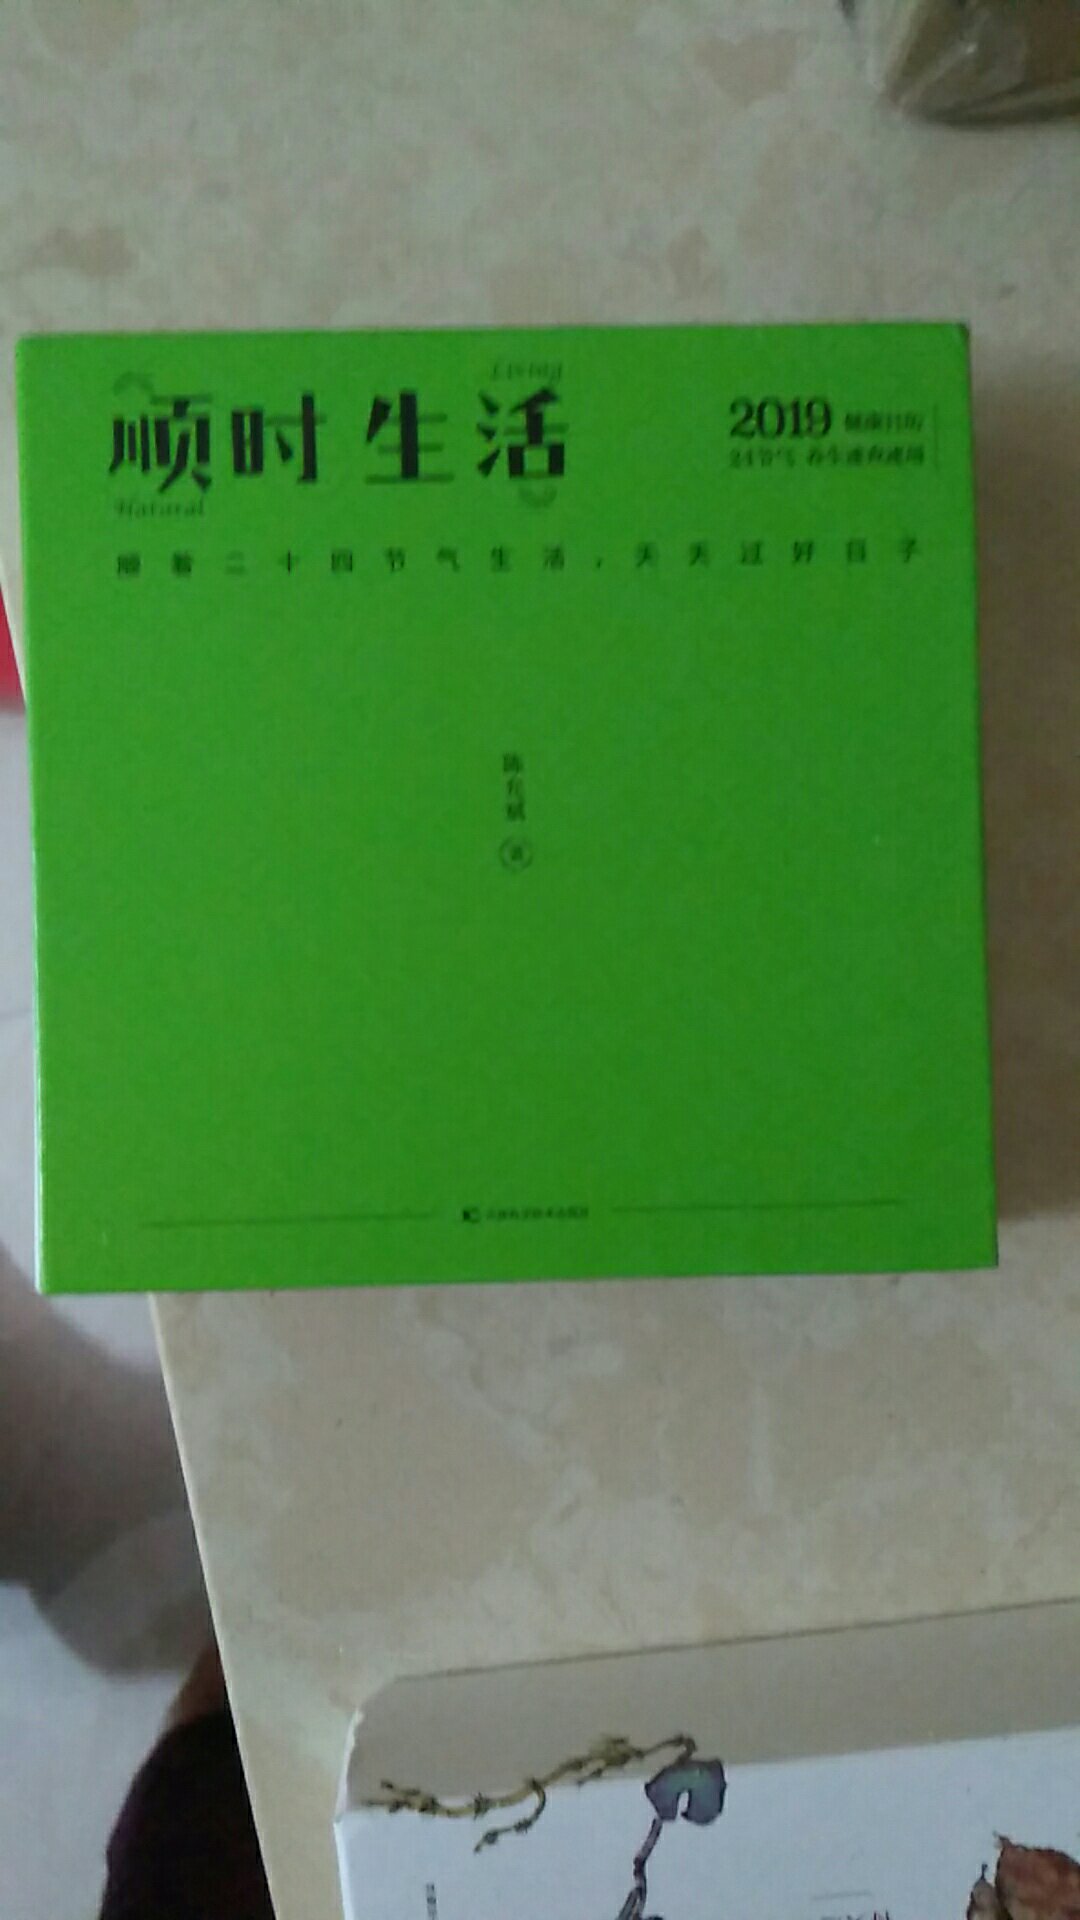 Living
顺时生活
Natural
2019 健康日历
24节气 养生速查速用
顺着二十四节气生活，天天过好日子
陈允斌
著